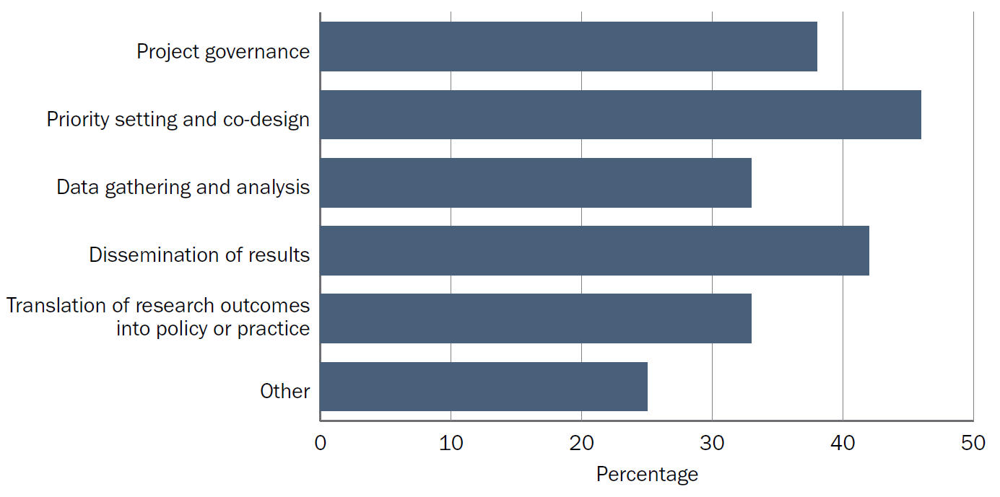 Project governance
Priority setting and co-design
Data gathering and analysis
Dissemination of results
Translation of research outcomes
into policy or practice
Other
0 10 20 30 40 50
Percentage